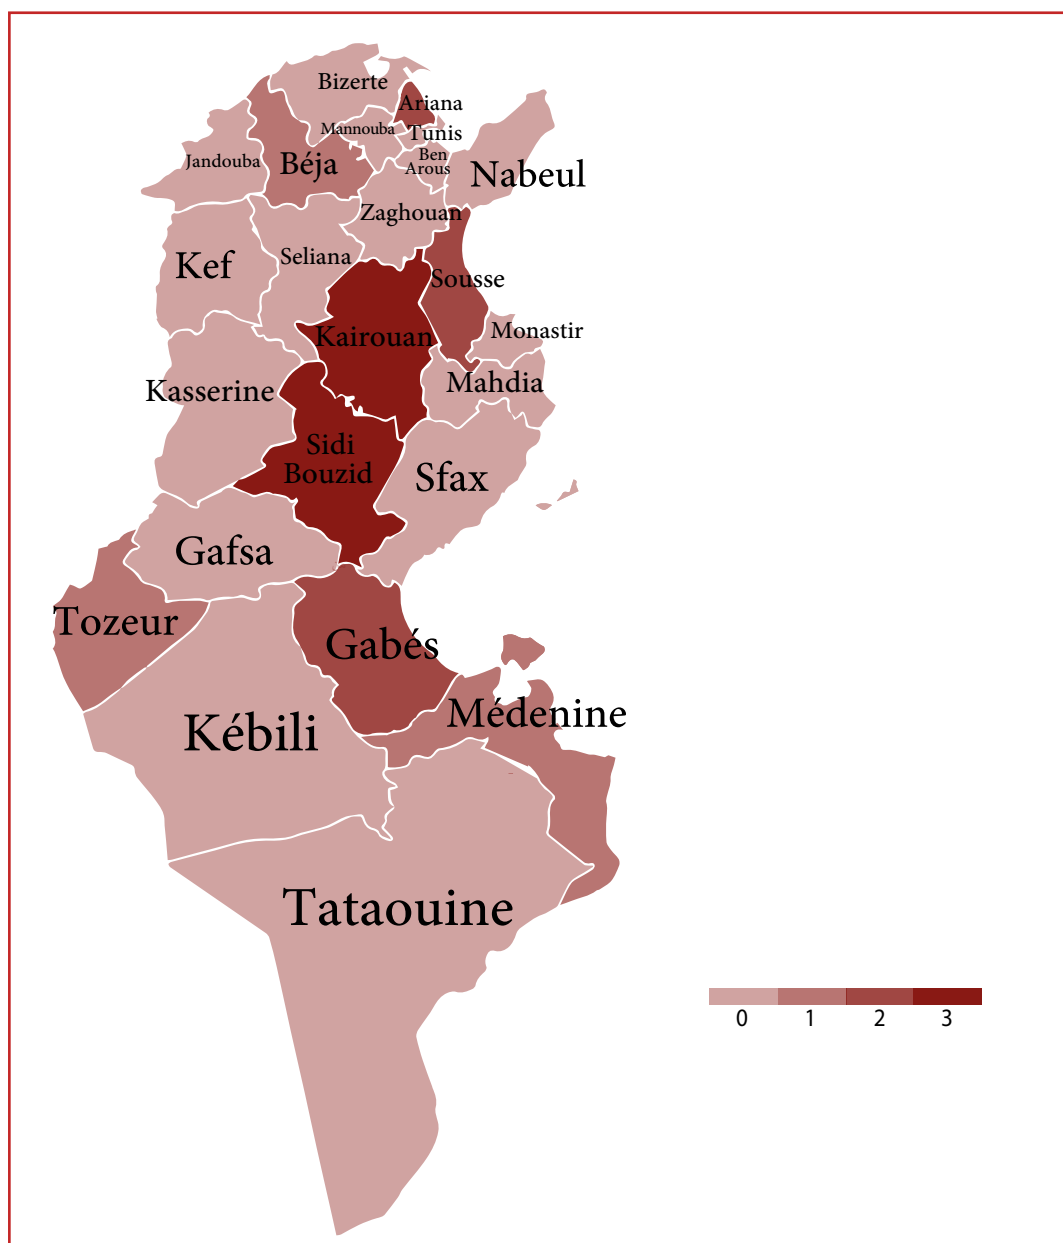 Bizerte
Ariana
Mannouba
Tunis
Jandouba
Béja
Ben
Arous
Nabeul
Zaghouan
Kef
Seliana
Sousse
Kairouan
Monastir
Kasserine
Mahdia
Sidi
Bouzid
Sfax
Gafsa
Tozeur
Gabés
Médenine
Kébili
Tataouine
0 1 2 3